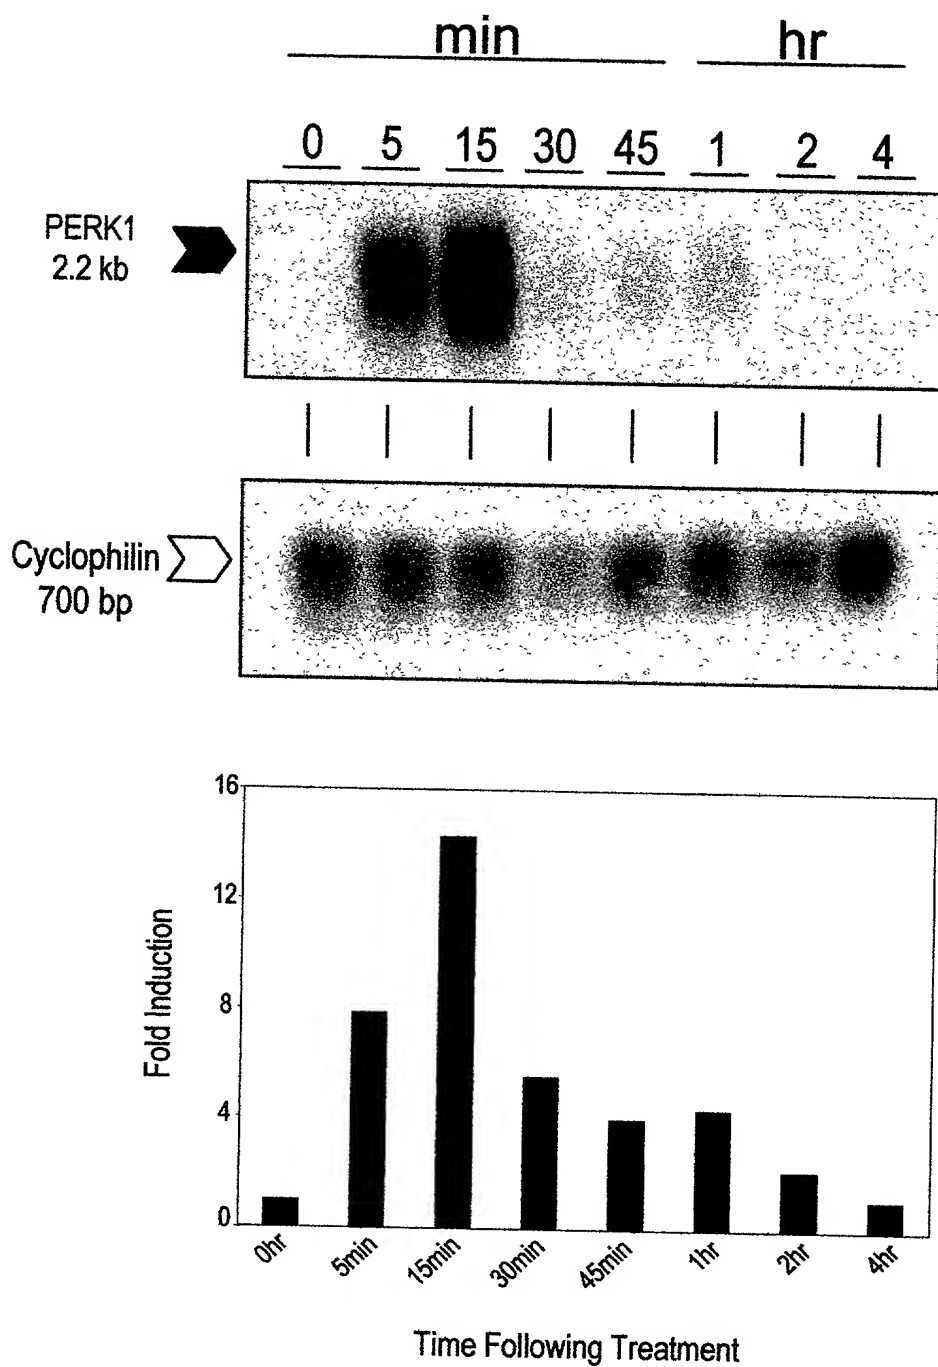 min hr
0 5 15 30 45 1 2 4
PERK1
2.2 kb
Cyclophilin
700 bp
16
12
8
4
0
Fold Induction
0hr 5min 15min 30min 45min 1hr 2hr 4hr
Time Following Treatment